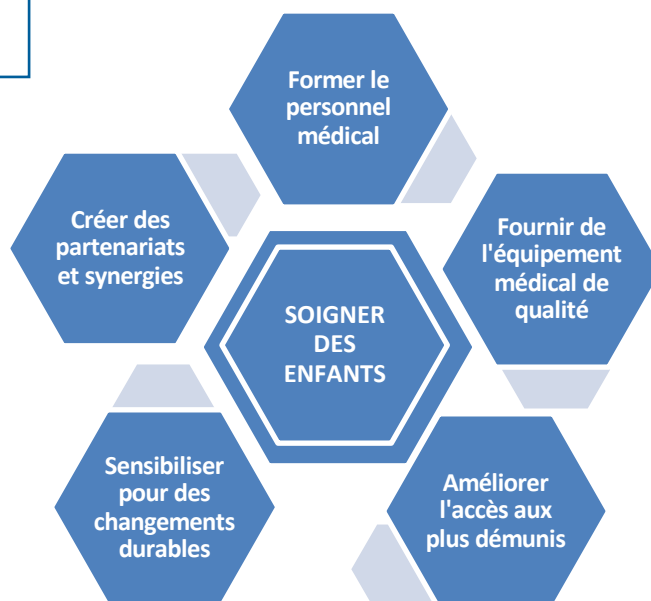 Former le
personnel
médical
Fournir de
l'équipement
médical de
qualité
Améliorer
l'accès aux
plus démunis
Sensibiliser
pour des
changements
durables
Créer des
partenariats
et synergies
SOIGNER
DES
ENFANTS